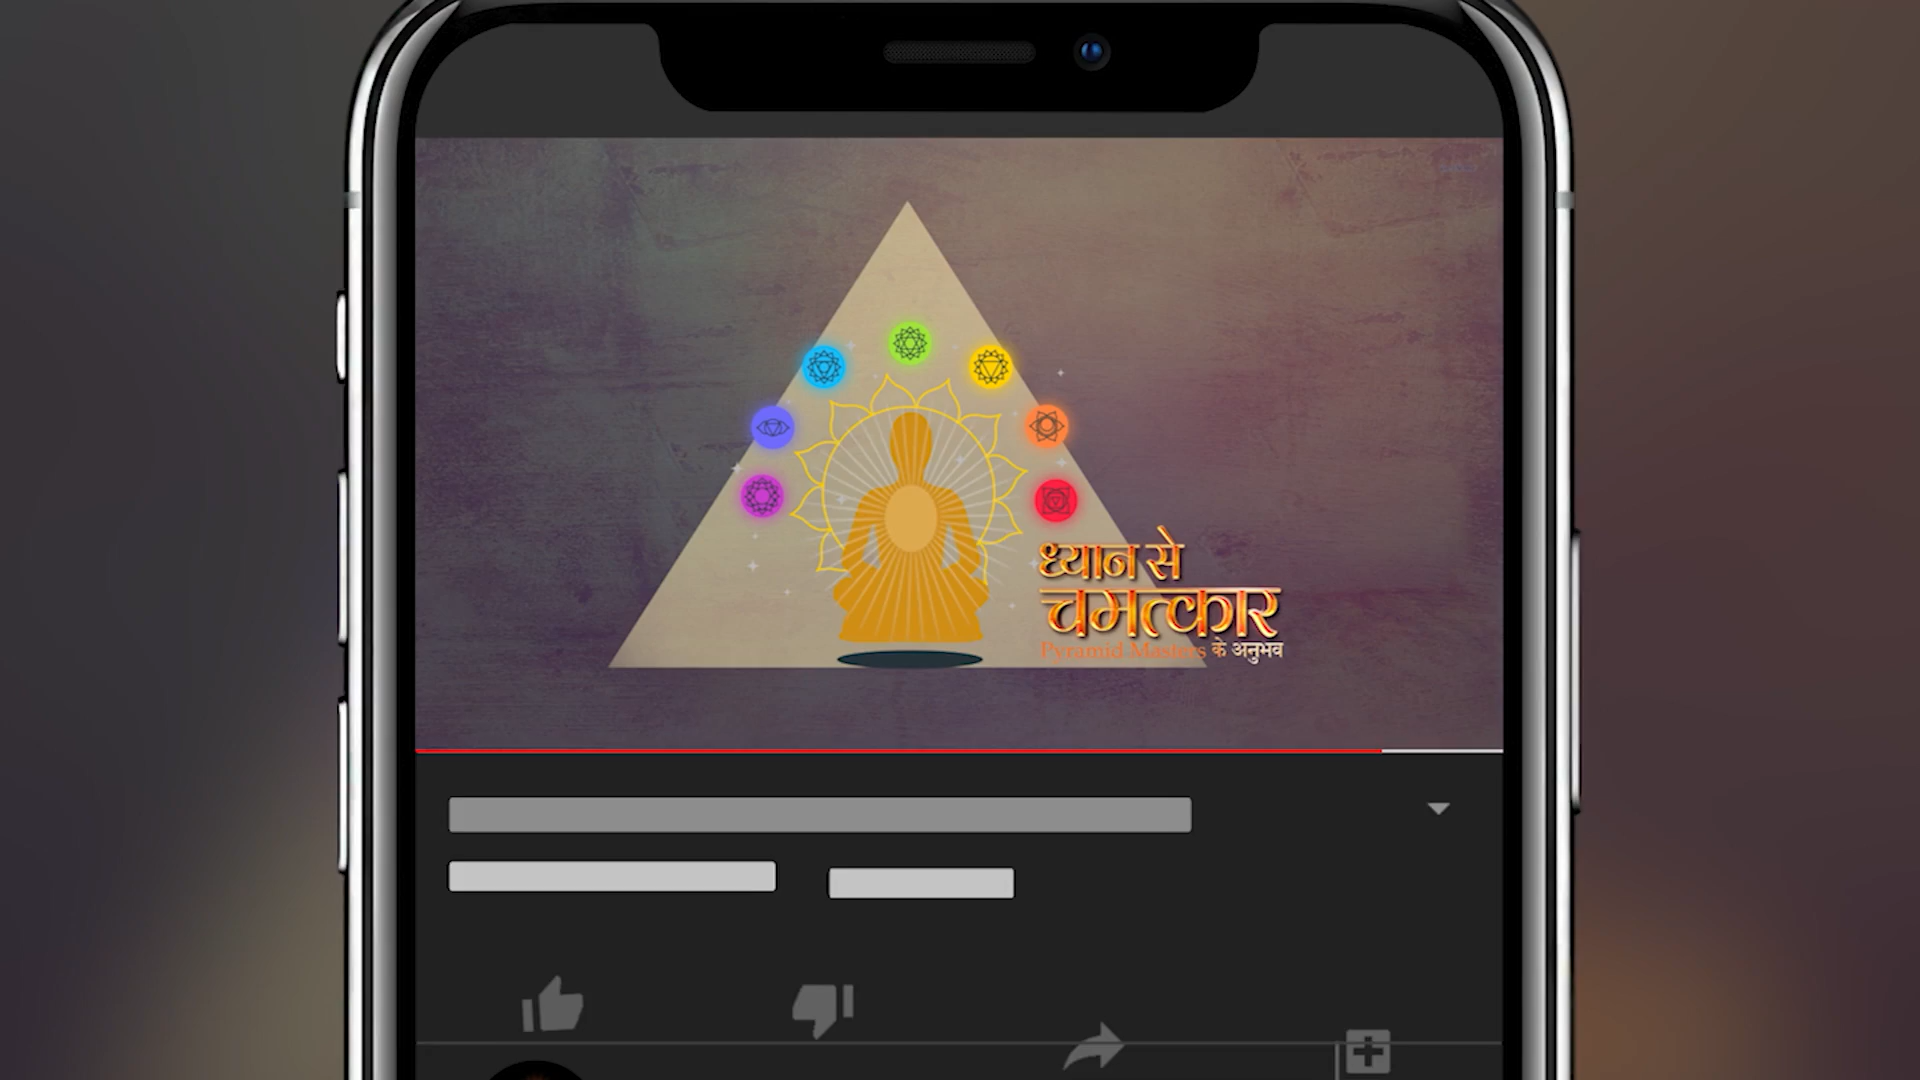 ध्यान से
चमत्कार
Pyramid Masters के अनुभव